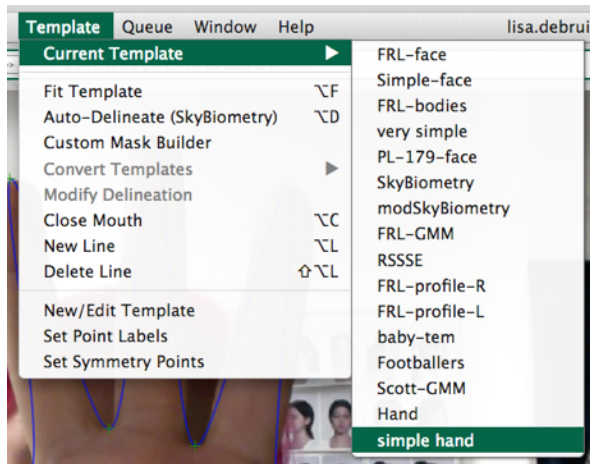 Template Queue Window Help lisa.debrui
Current Template ▶
Fit Template ⌥F
Auto-Delineate (SkyBiometry) ⌥D
Custom Mask Builder
Convert Templates ▶
Modify Delineation
Close Mouth ⌥C
New Line ⌥L
Delete Line ⇧⌥L
New/Edit Template
Set Point Labels
Set Symmetry Points
FRL-face
Simple-face
FRL-bodies
very simple
PL-179-face
SkyBiometry
modSkyBiometry
FRL-GMM
RSSSE
FRL-profile-R
FRL-profile-L
baby-tem
Footballers
Scott-GMM
Hand
simple hand